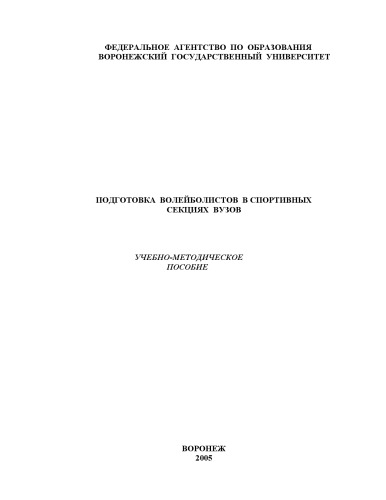 ФЕДЕРАЛЬНОЕ АГЕНТСТВО ПО ОБРАЗОВАНИЯ
ВОРОНЕЖСКИЙ ГОСУДАРСТВЕННЫЙ УНИВЕРСИТЕТ
ПОДГОТОВКА ВОЛЕЙБОЛИСТОВ В СПОРТИВНЫХ
СЕКЦИЯХ ВУЗОВ
УЧЕБНО-МЕТОДИЧЕСКОЕ
ПОСОБИЕ
ВОРОНЕЖ
2005